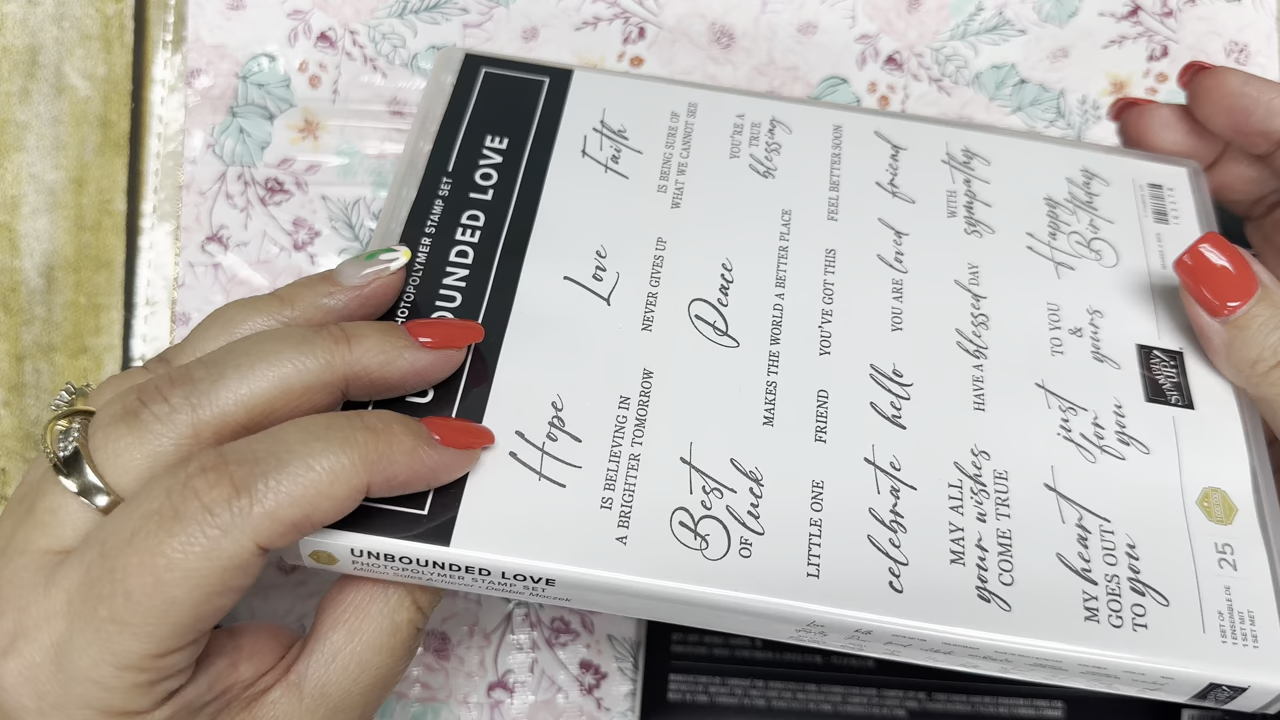 PHOTOPOLYMER STAMP SET
UNBOUNDED LOVE
Hope
Love
Faith
IS BELIEVING IN
A BRIGHTER TOMORROW
NEVER GIVES UP
IS BEING SURE OF
WHAT WE CANNOT SEE
Best
OF luck
Peace
YOU'RE A
TRUE
blessing
MAKES THE WORLD A BETTER PLACE
LITTLE ONE
FRIEND
YOU'VE GOT THIS
FEEL BETTER SOON
celebrate
hello
YOU ARE loved
friend
MAY ALL
your wishes
COME TRUE
HAVE A blessed DAY
WITH
sympathy
MY heart
GOES OUT
TO you
just
for
you
TO YOU
&
yours
Happy
Birthday
STAMPIN'
UP!
1 SET OF
1 ENSEMBLE DE
1 SET MIT
1 SET MET
25
UNBOUNDED LOVE
PHOTOPOLYMER STAMP SET
Million Sales Achiever • Debbie Moczek